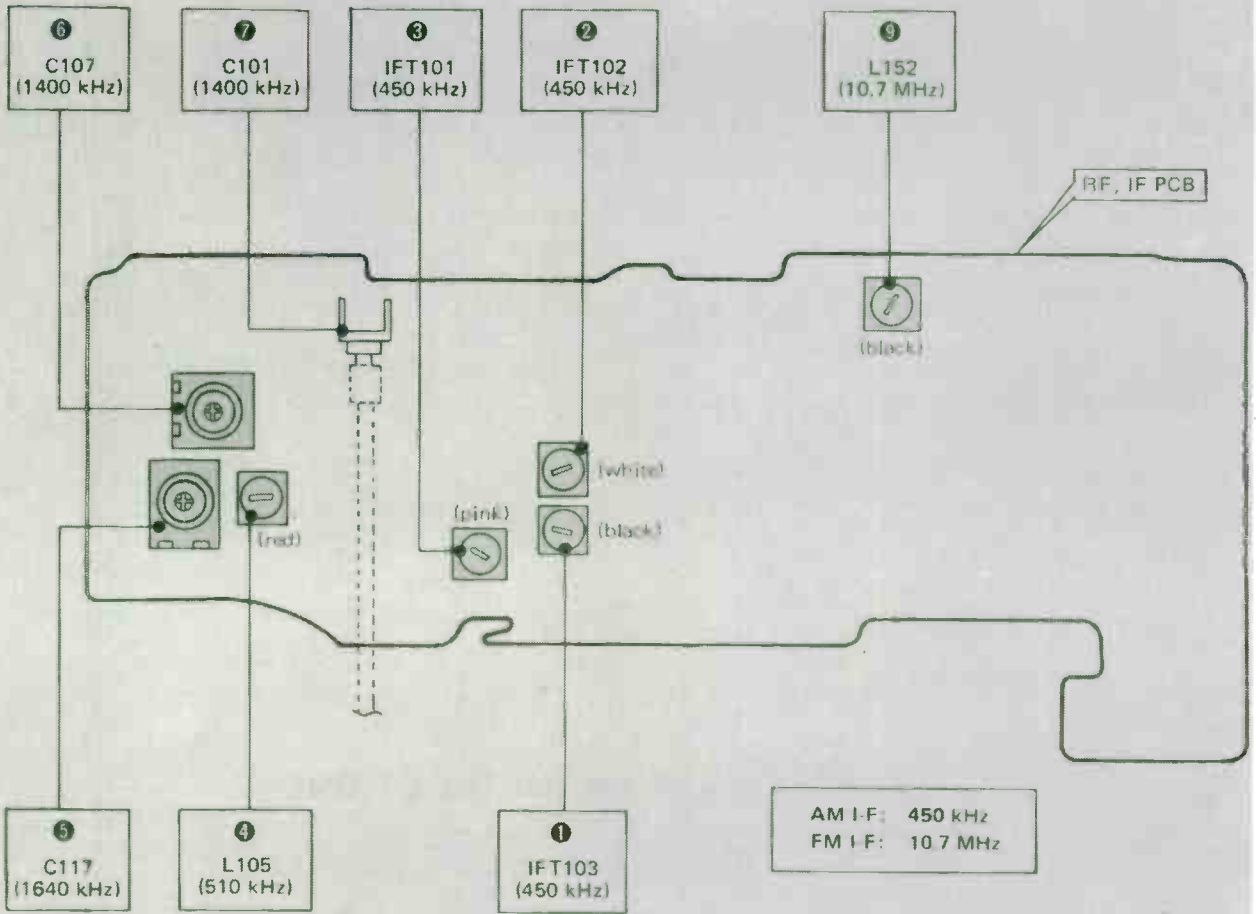 ❻
C107
(1400 kHz)
❼
C101
(1400 kHz)
❸
IFT101
(450 kHz)
❷
IFT102
(450 kHz)
❾
L152
(10.7 MHz)
RF, IF PCB
(black)
(white)
(pink)
(black)
(red)
❺
C117
(1640 kHz)
❹
L105
(510 kHz)
❶
IFT103
(450 kHz)
AM I-F: 450 kHz
FM I-F: 10.7 MHz